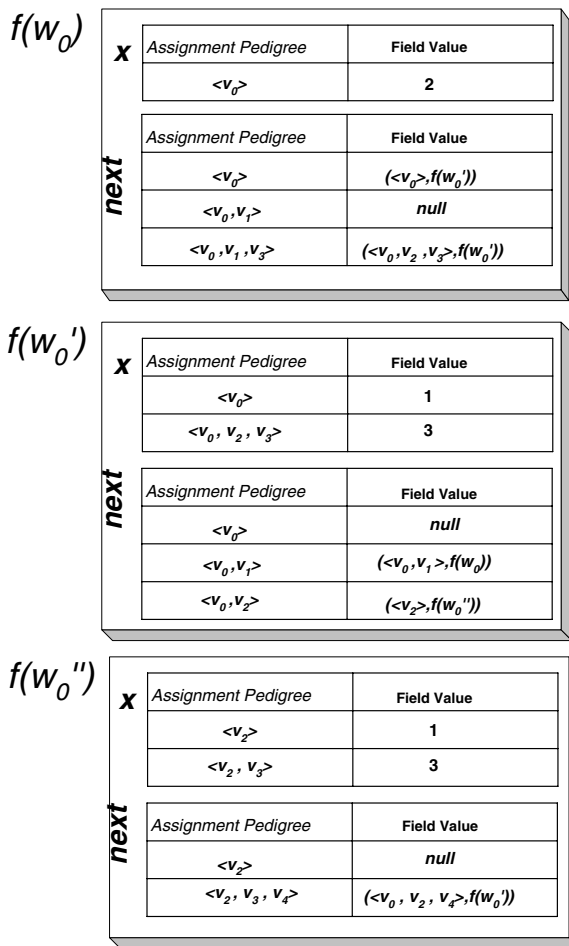 f(w0)
x
Assignment Pedigree Field Value
<v0> 2
next
Assignment Pedigree Field Value
<v0> (<v0>,f(w0'))
<v0,v1> null
<v0,v1,v3> (<v0,v2,v3>,f(w0'))
f(w0')
x
Assignment Pedigree Field Value
<v0> 1
<v0, v2, v3> 3
next
Assignment Pedigree Field Value
<v0> null
<v0,v1> (<v0,v1>,f(w0))
<v0,v2> (<v2>,f(w0''))
f(w0'')
x
Assignment Pedigree Field Value
<v2> 1
<v2, v3> 3
next
Assignment Pedigree Field Value
<v2> null
<v2, v3, v4> (<v0, v2, v4>,f(w0'))